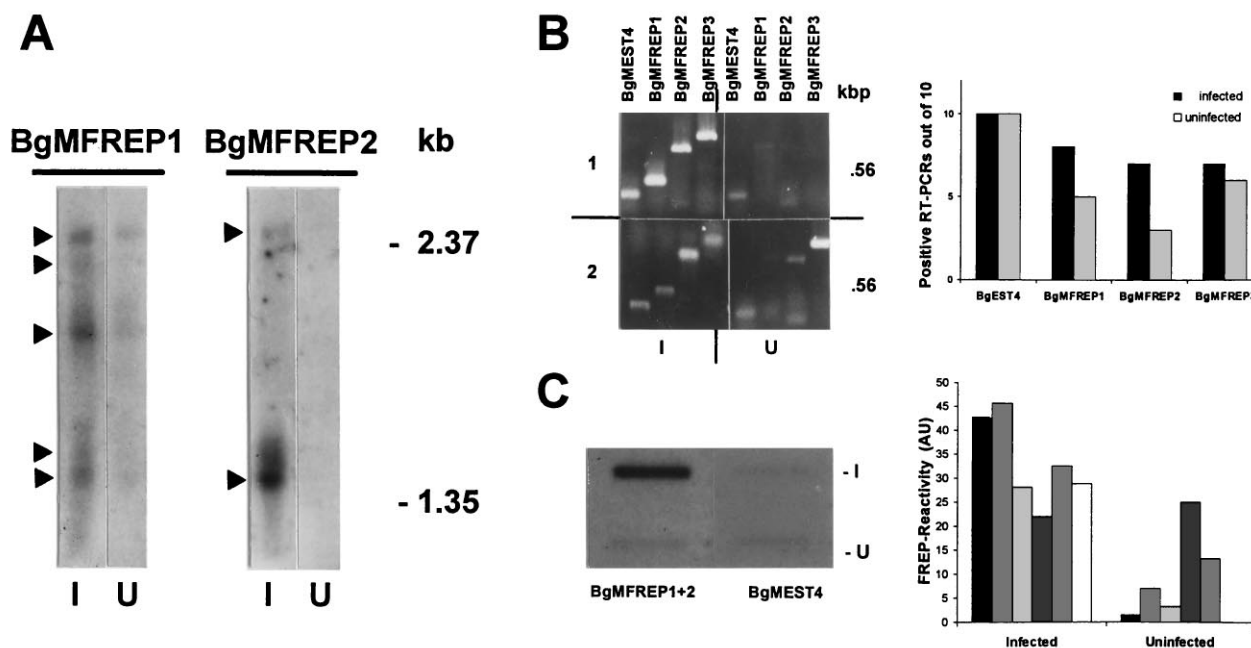 A
BgMFREP1
BgMFREP2
kb
- 2.37
- 1.35
I
U
I
U
B
BgMEST4
BgMFREP1
BgMFREP2
BgMFREP3
BgMEST4
BgMFREP1
BgMFREP2
BgMFREP3
kbp
1
.56
2
.56
I
U
Positive RT-PCRs out of 10
10
5
0
infected
uninfected
BgEST4
BgMFREP1
BgMFREP2
BgMFREP3
C
- I
- U
BgMFREP1+2
BgMEST4
FREP-Reactivity (AU)
50
45
40
35
30
25
20
15
10
5
0
Infected
Uninfected